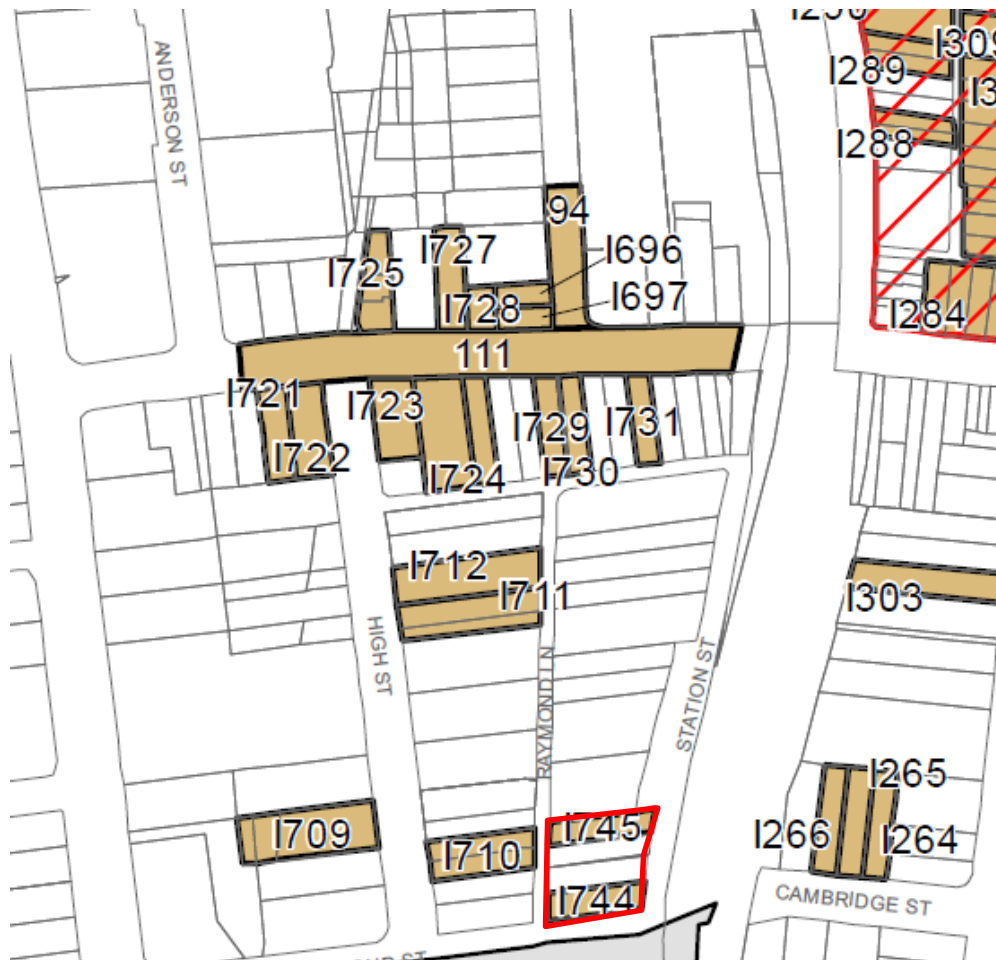 I309
I289
I288
ANDERSON ST
94
I727
I696
I725
I697
I728
I284
111
I721
I723
I729
I731
I722
I724
I730
I712
I711
I303
HIGH ST
RAYMOND LN
STATION ST
I265
I745
I709
I710
I266
I264
I744
CAMBRIDGE ST
ST